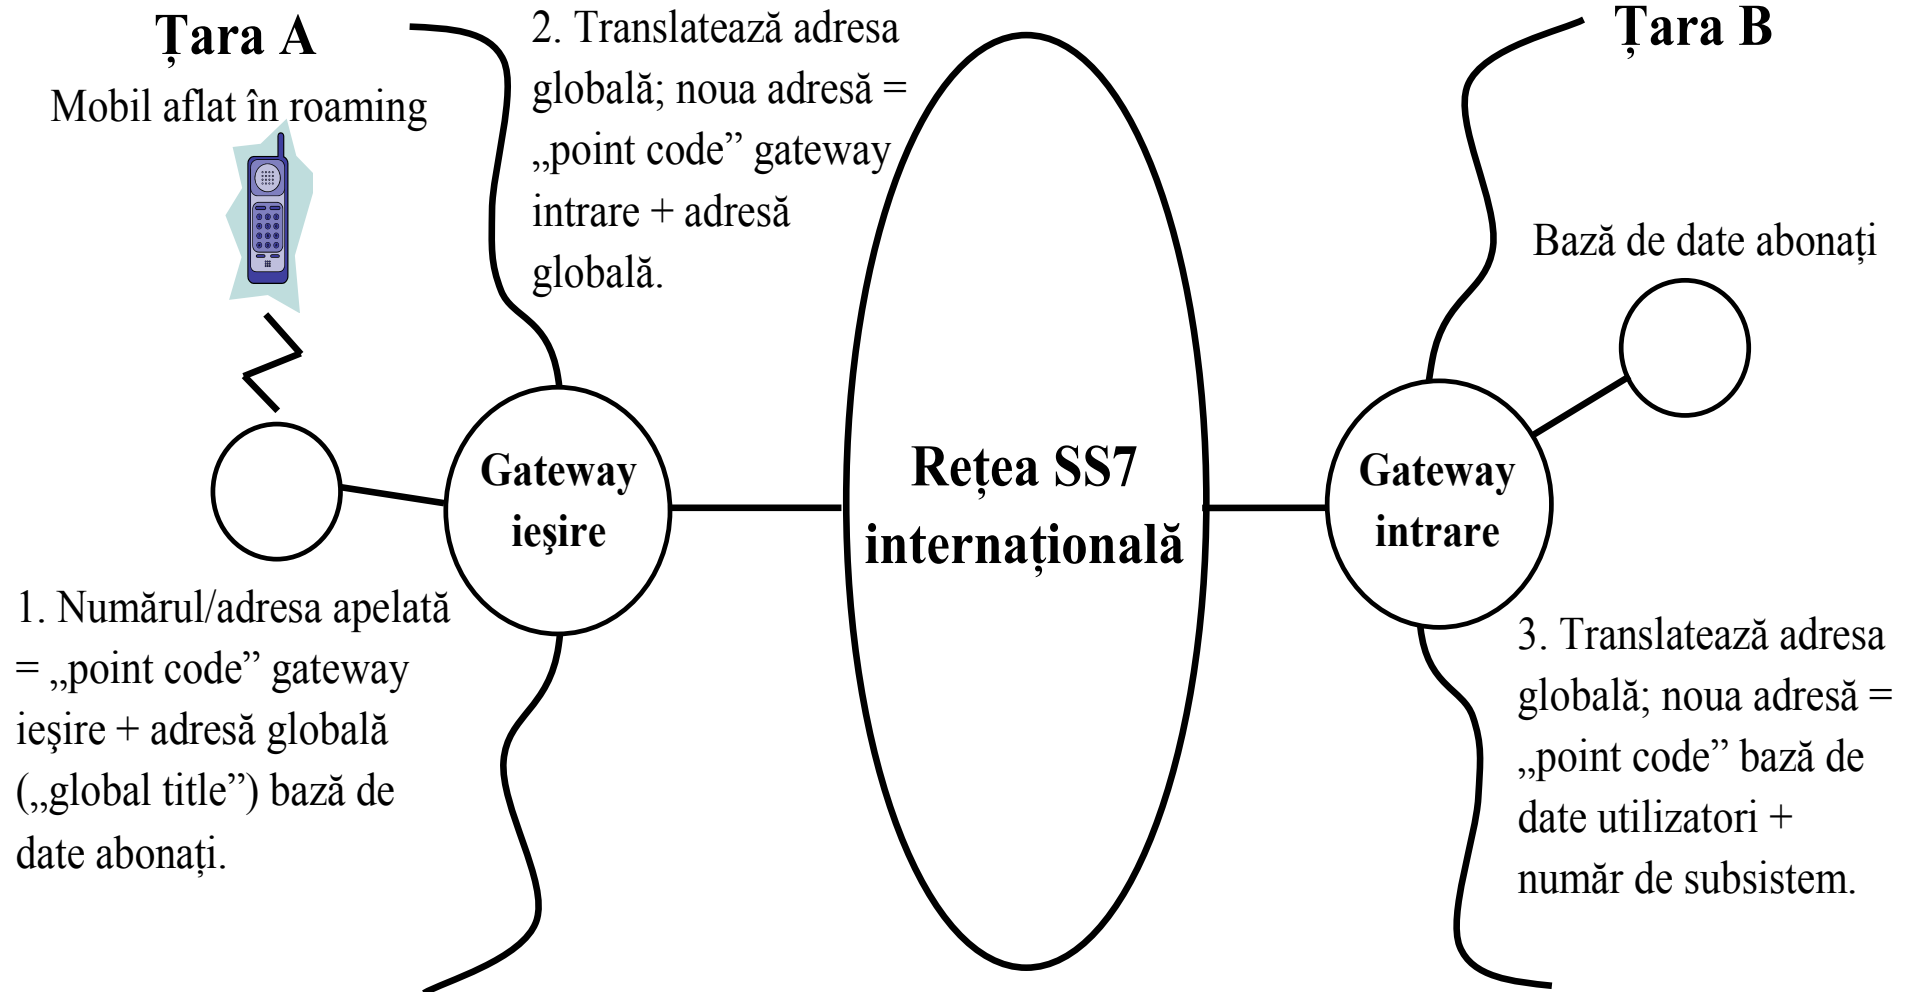 Țara A
Mobil aflat în roaming
2. Translatează adresa
globală; noua adresă =
„point code” gateway
intrare + adresă
globală.
Țara B
Bază de date abonați
Gateway
ieşire
Rețea SS7
internațională
Gateway
intrare
1. Numărul/adresa apelată
= „point code” gateway
ieşire + adresă globală
(„global title”) bază de
date abonați.
3. Translatează adresa
globală; noua adresă =
„point code” bază de
date utilizatori +
număr de subsistem.